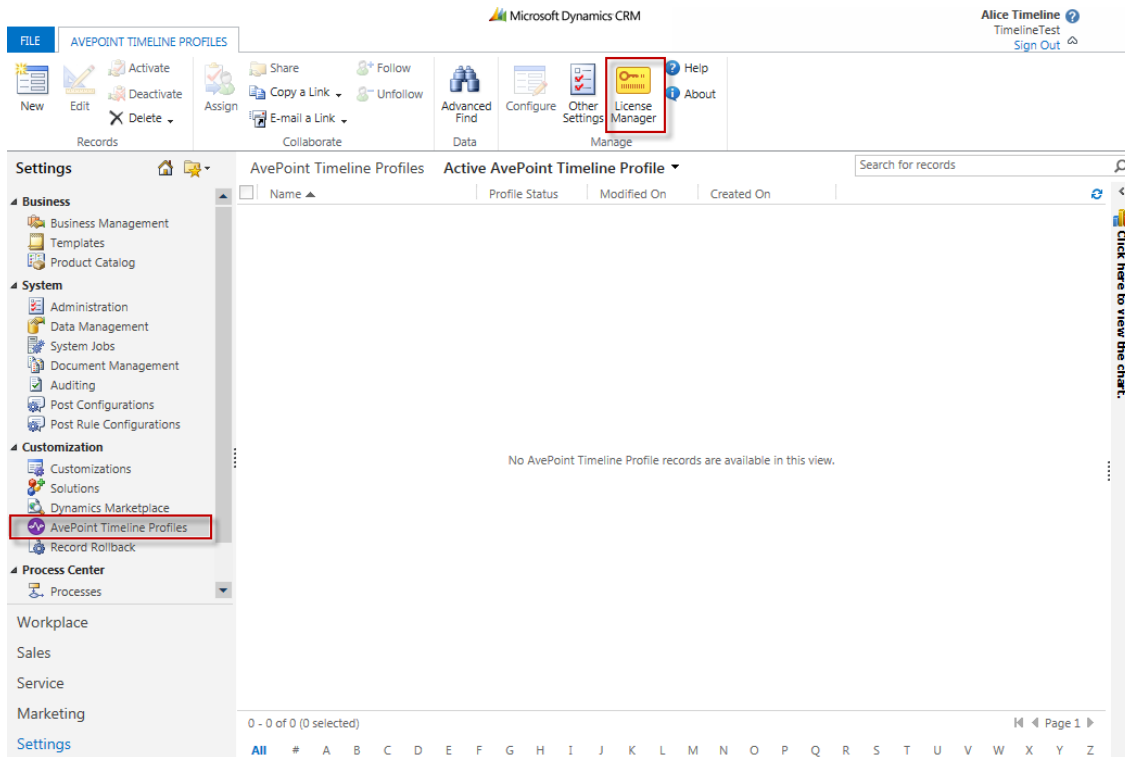 Microsoft Dynamics CRM
Alice Timeline
TimelineTest
Sign Out
FILE
AVEPOINT TIMELINE PROFILES
New
Edit
Activate
Deactivate
Delete
Records
Assign
Share
Copy a Link
E-mail a Link
Follow
Unfollow
Collaborate
Advanced
Find
Data
Configure
Other
Settings
License
Manager
Help
About
Manage
Settings
Business
Business Management
Templates
Product Catalog
System
Administration
Data Management
System Jobs
Document Management
Auditing
Post Configurations
Post Rule Configurations
Customization
Customizations
Solutions
Dynamics Marketplace
AvePoint Timeline Profiles
Record Rollback
Process Center
Processes
Workplace
Sales
Service
Marketing
Settings
AvePoint Timeline Profiles Active AvePoint Timeline Profile
Search for records
Name Profile Status Modified On Created On
No AvePoint Timeline Profile records are available in this view.
Click here to view the chart.
0 - 0 of 0 (0 selected)
Page 1
All # A B C D E F G H I J K L M N O P Q R S T U V W X Y Z